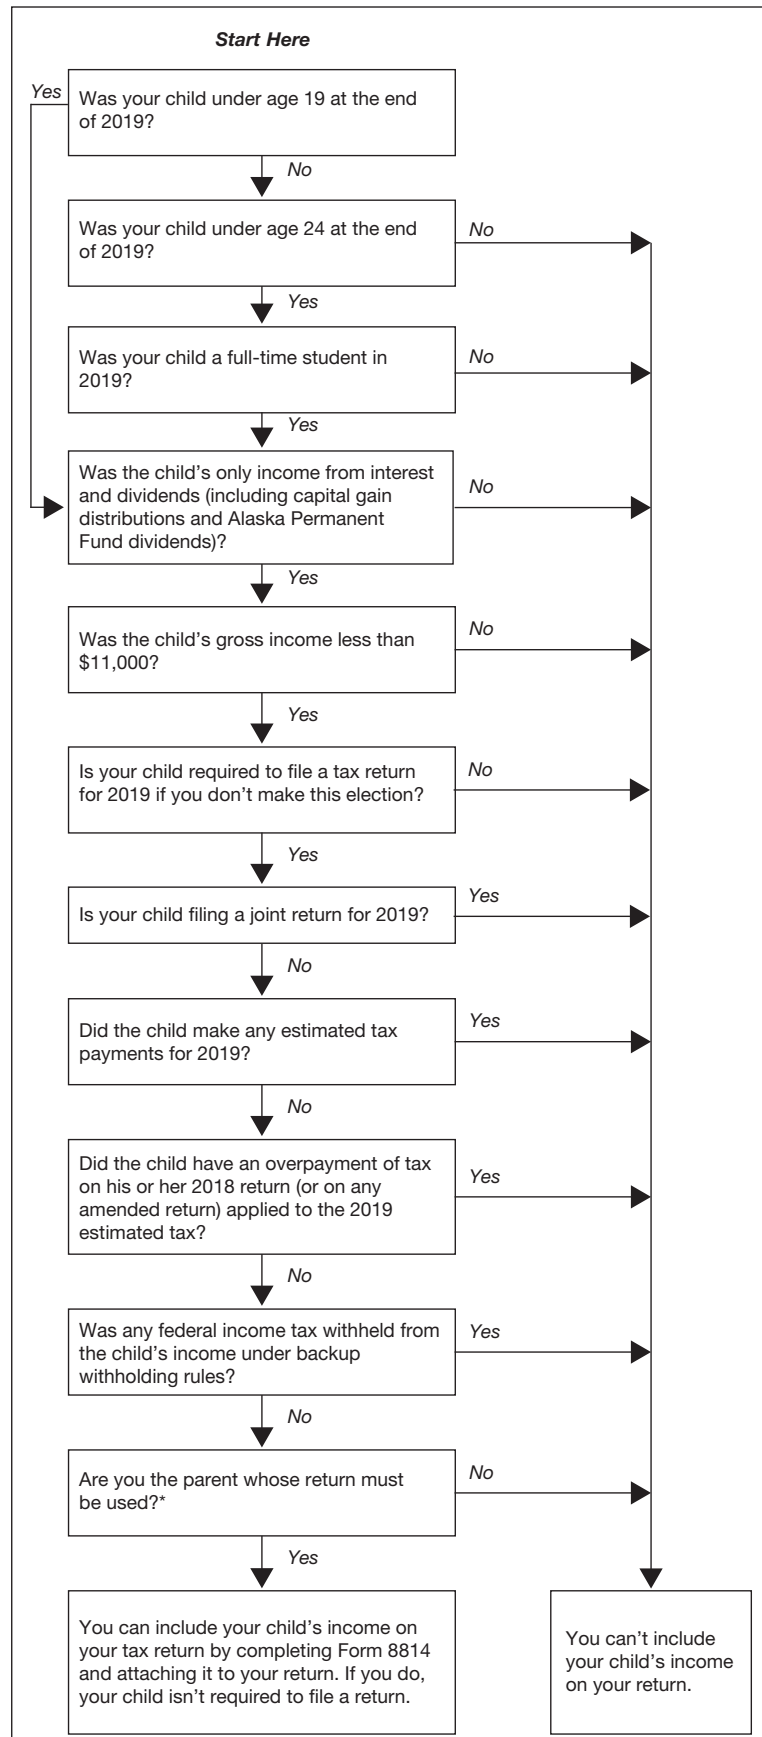 Start Here
Yes
Was your child under age 19 at the end
of 2019?
No
Was your child under age 24 at the end
of 2019?
No
Yes
Was your child a full-time student in
2019?
No
Yes
Was the child's only income from interest
and dividends (including capital gain
distributions and Alaska Permanent
Fund dividends)?
No
Yes
Was the child's gross income less than
$11,000?
No
Yes
Is your child required to file a tax return
for 2019 if you don't make this election?
No
Yes
Is your child filing a joint return for 2019?
Yes
No
Did the child make any estimated tax
payments for 2019?
Yes
No
Did the child have an overpayment of tax
on his or her 2018 return (or on any
amended return) applied to the 2019
estimated tax?
Yes
No
Was any federal income tax withheld from
the child's income under backup
withholding rules?
Yes
No
Are you the parent whose return must
be used?*
No
Yes
You can include your child's income on
your tax return by completing Form 8814
and attaching it to your return. If you do,
your child isn't required to file a return.
You can't include
your child's income
on your return.